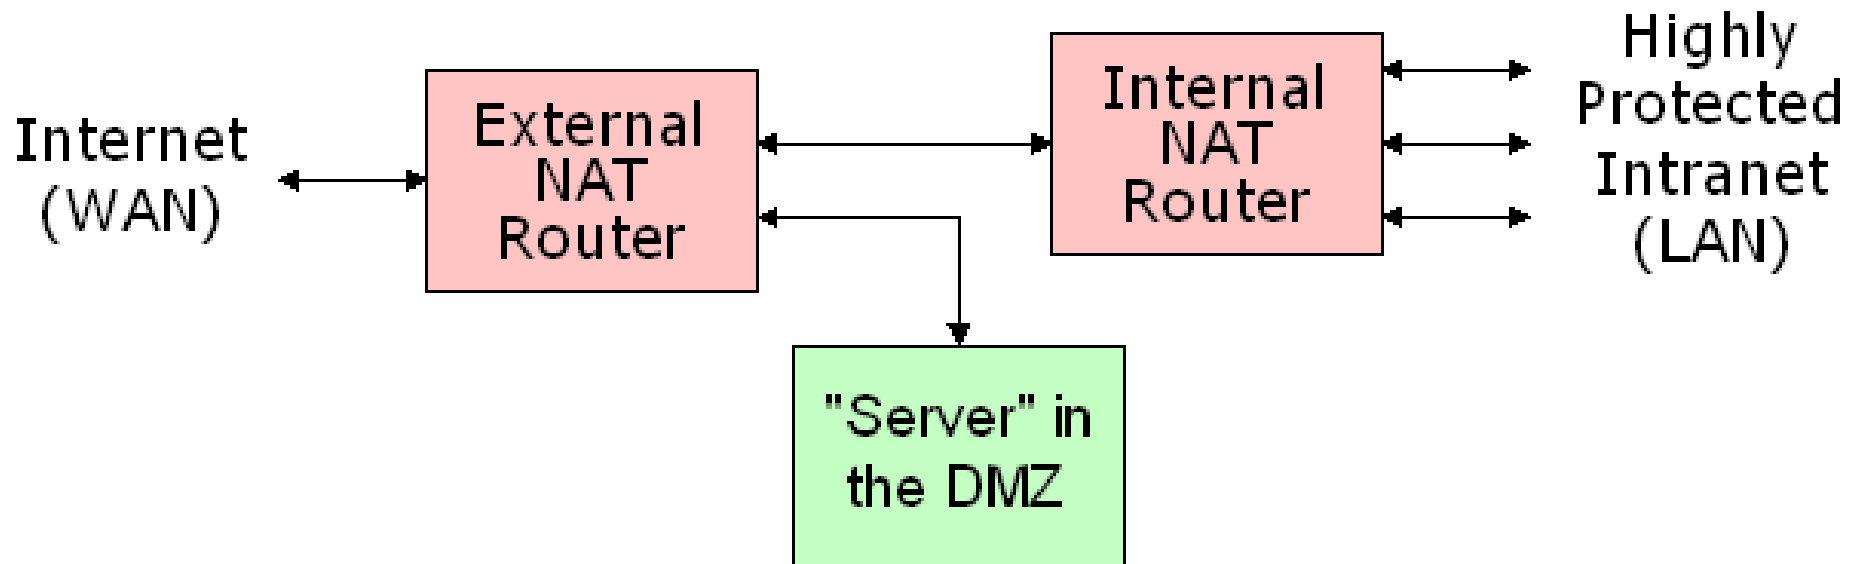 Internet
(WAN)
External
NAT
Router
Internal
NAT
Router
Highly
Protected
Intranet
(LAN)
"Server" in
the DMZ